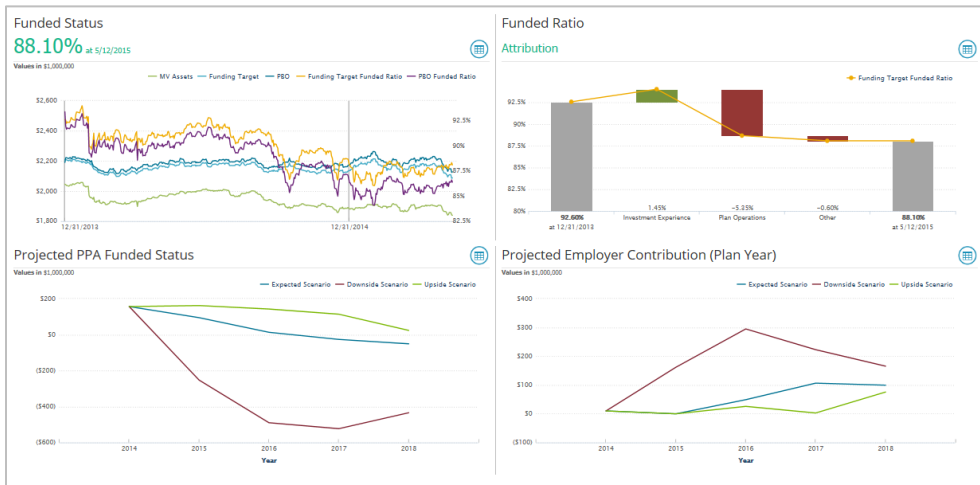 Funded Status
88.10% at 5/12/2015
Values in $1,000,000
MV Assets Funding Target PBO Funding Target Funded Ratio PBO Funded Ratio
$2,600
$2,400
$2,200
$2,000
$1,800
92.5%
90%
87.5%
85%
82.5%
12/31/2013 12/31/2014
Funded Ratio
Attribution
Funding Target Funded Ratio
92.5%
90%
87.5%
85%
82.5%
80%
1.45% -5.25% -0.60%
92.60% Investment Experience Plan Operations Other 88.10%
at 12/31/2013 at 5/12/2015
Projected PPA Funded Status
Values in $1,000,000
Expected Scenario Downside Scenario Upside Scenario
$200
$0
($200)
($400)
($600)
2014 2015 2016 2017 2018
Year
Projected Employer Contribution (Plan Year)
Values in $1,000,000
Expected Scenario Downside Scenario Upside Scenario
$400
$300
$200
$100
$0
($100)
2014 2015 2016 2017 2018
Year